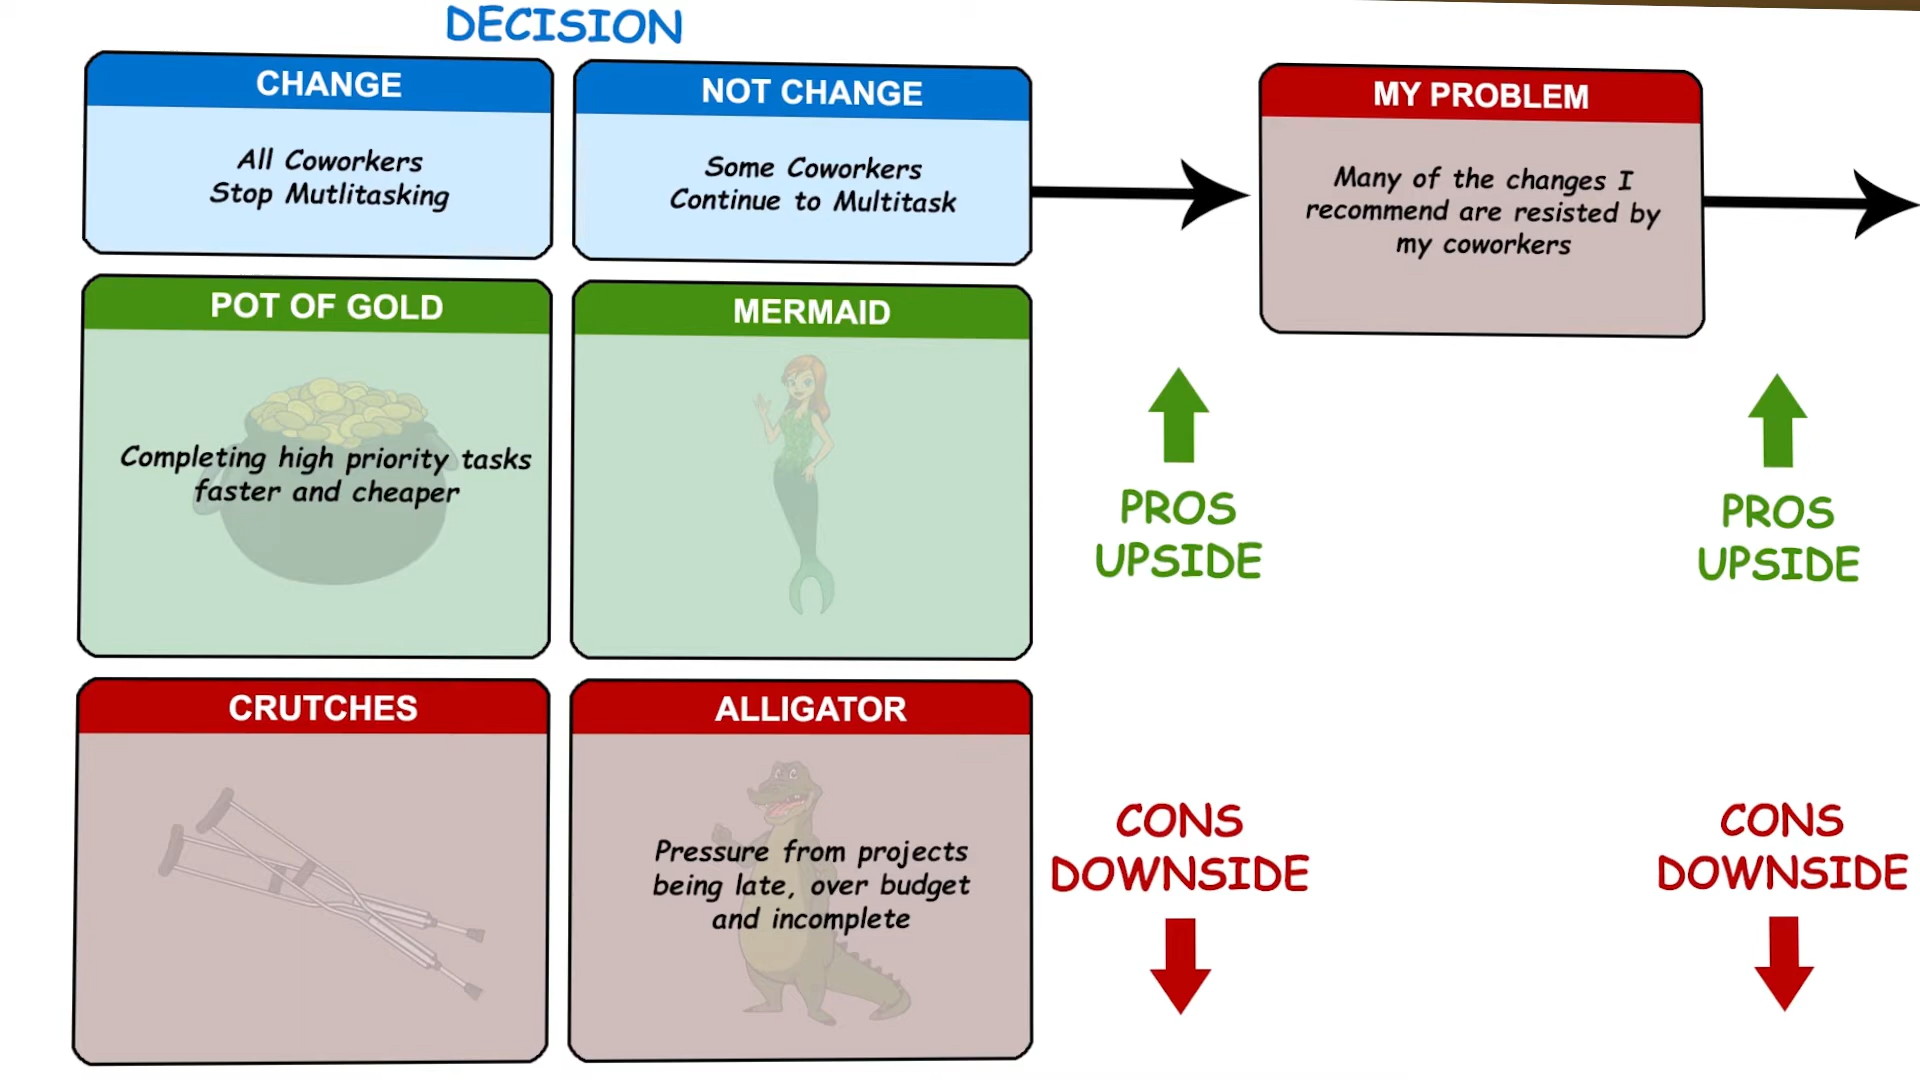 DECISION
CHANGE
All Coworkers
Stop Mutlitasking
NOT CHANGE
Some Coworkers
Continue to Multitask
MY PROBLEM
Many of the changes I
recommend are resisted by
my coworkers
POT OF GOLD
Completing high priority tasks
faster and cheaper
MERMAID
PROS
UPSIDE
PROS
UPSIDE
CRUTCHES
ALLIGATOR
Pressure from projects
being late, over budget
and incomplete
CONS
DOWNSIDE
CONS
DOWNSIDE